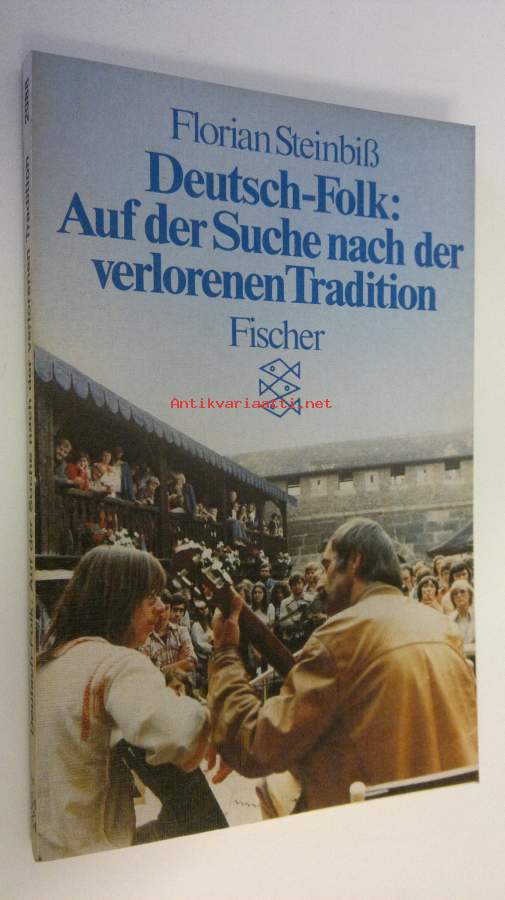 Florian Steinbiß
Deutsch-Folk:
Auf der Suche nach der
verlorenen Tradition
Fischer
Antikvariaatti.net